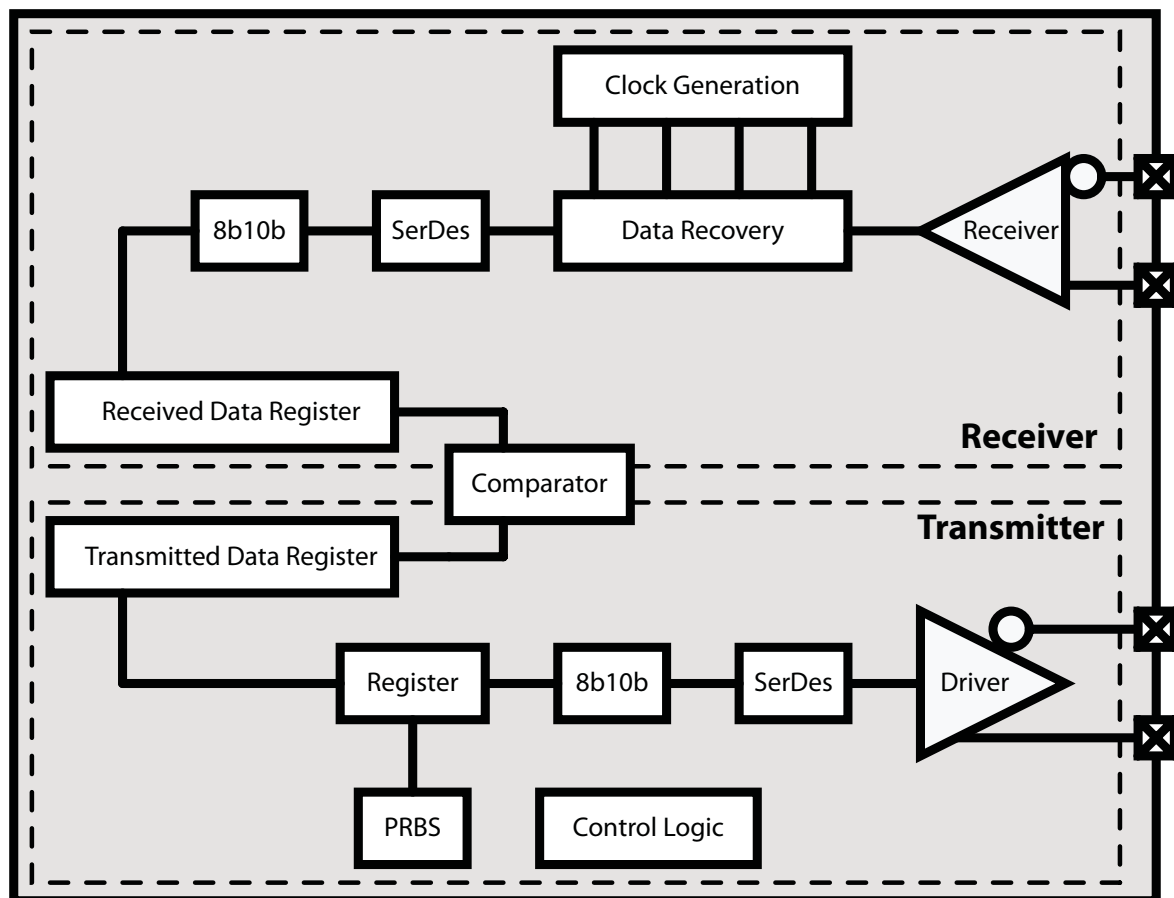 Clock Generation
8b10b
SerDes
Data Recovery
Receiver
Received Data Register
Receiver
Comparator
Transmitter
Transmitted Data Register
Register
8b10b
SerDes
Driver
PRBS
Control Logic